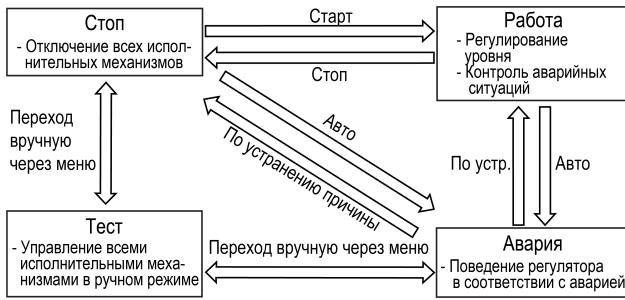 Стоп
- Отключение всех испол-
нительных механизмов
Старт
Стоп
Работа
- Регулирование
уровня
- Контроль аварийных
ситуаций
Переход
вручную
через меню
Авто
По устранению причины
По устр.
Авто
Тест
- Управление всеми
исполнительными меха-
низмами в ручном режиме
Переход вручную через меню
Авария
- Поведение регулятора
в соответствии с аварией